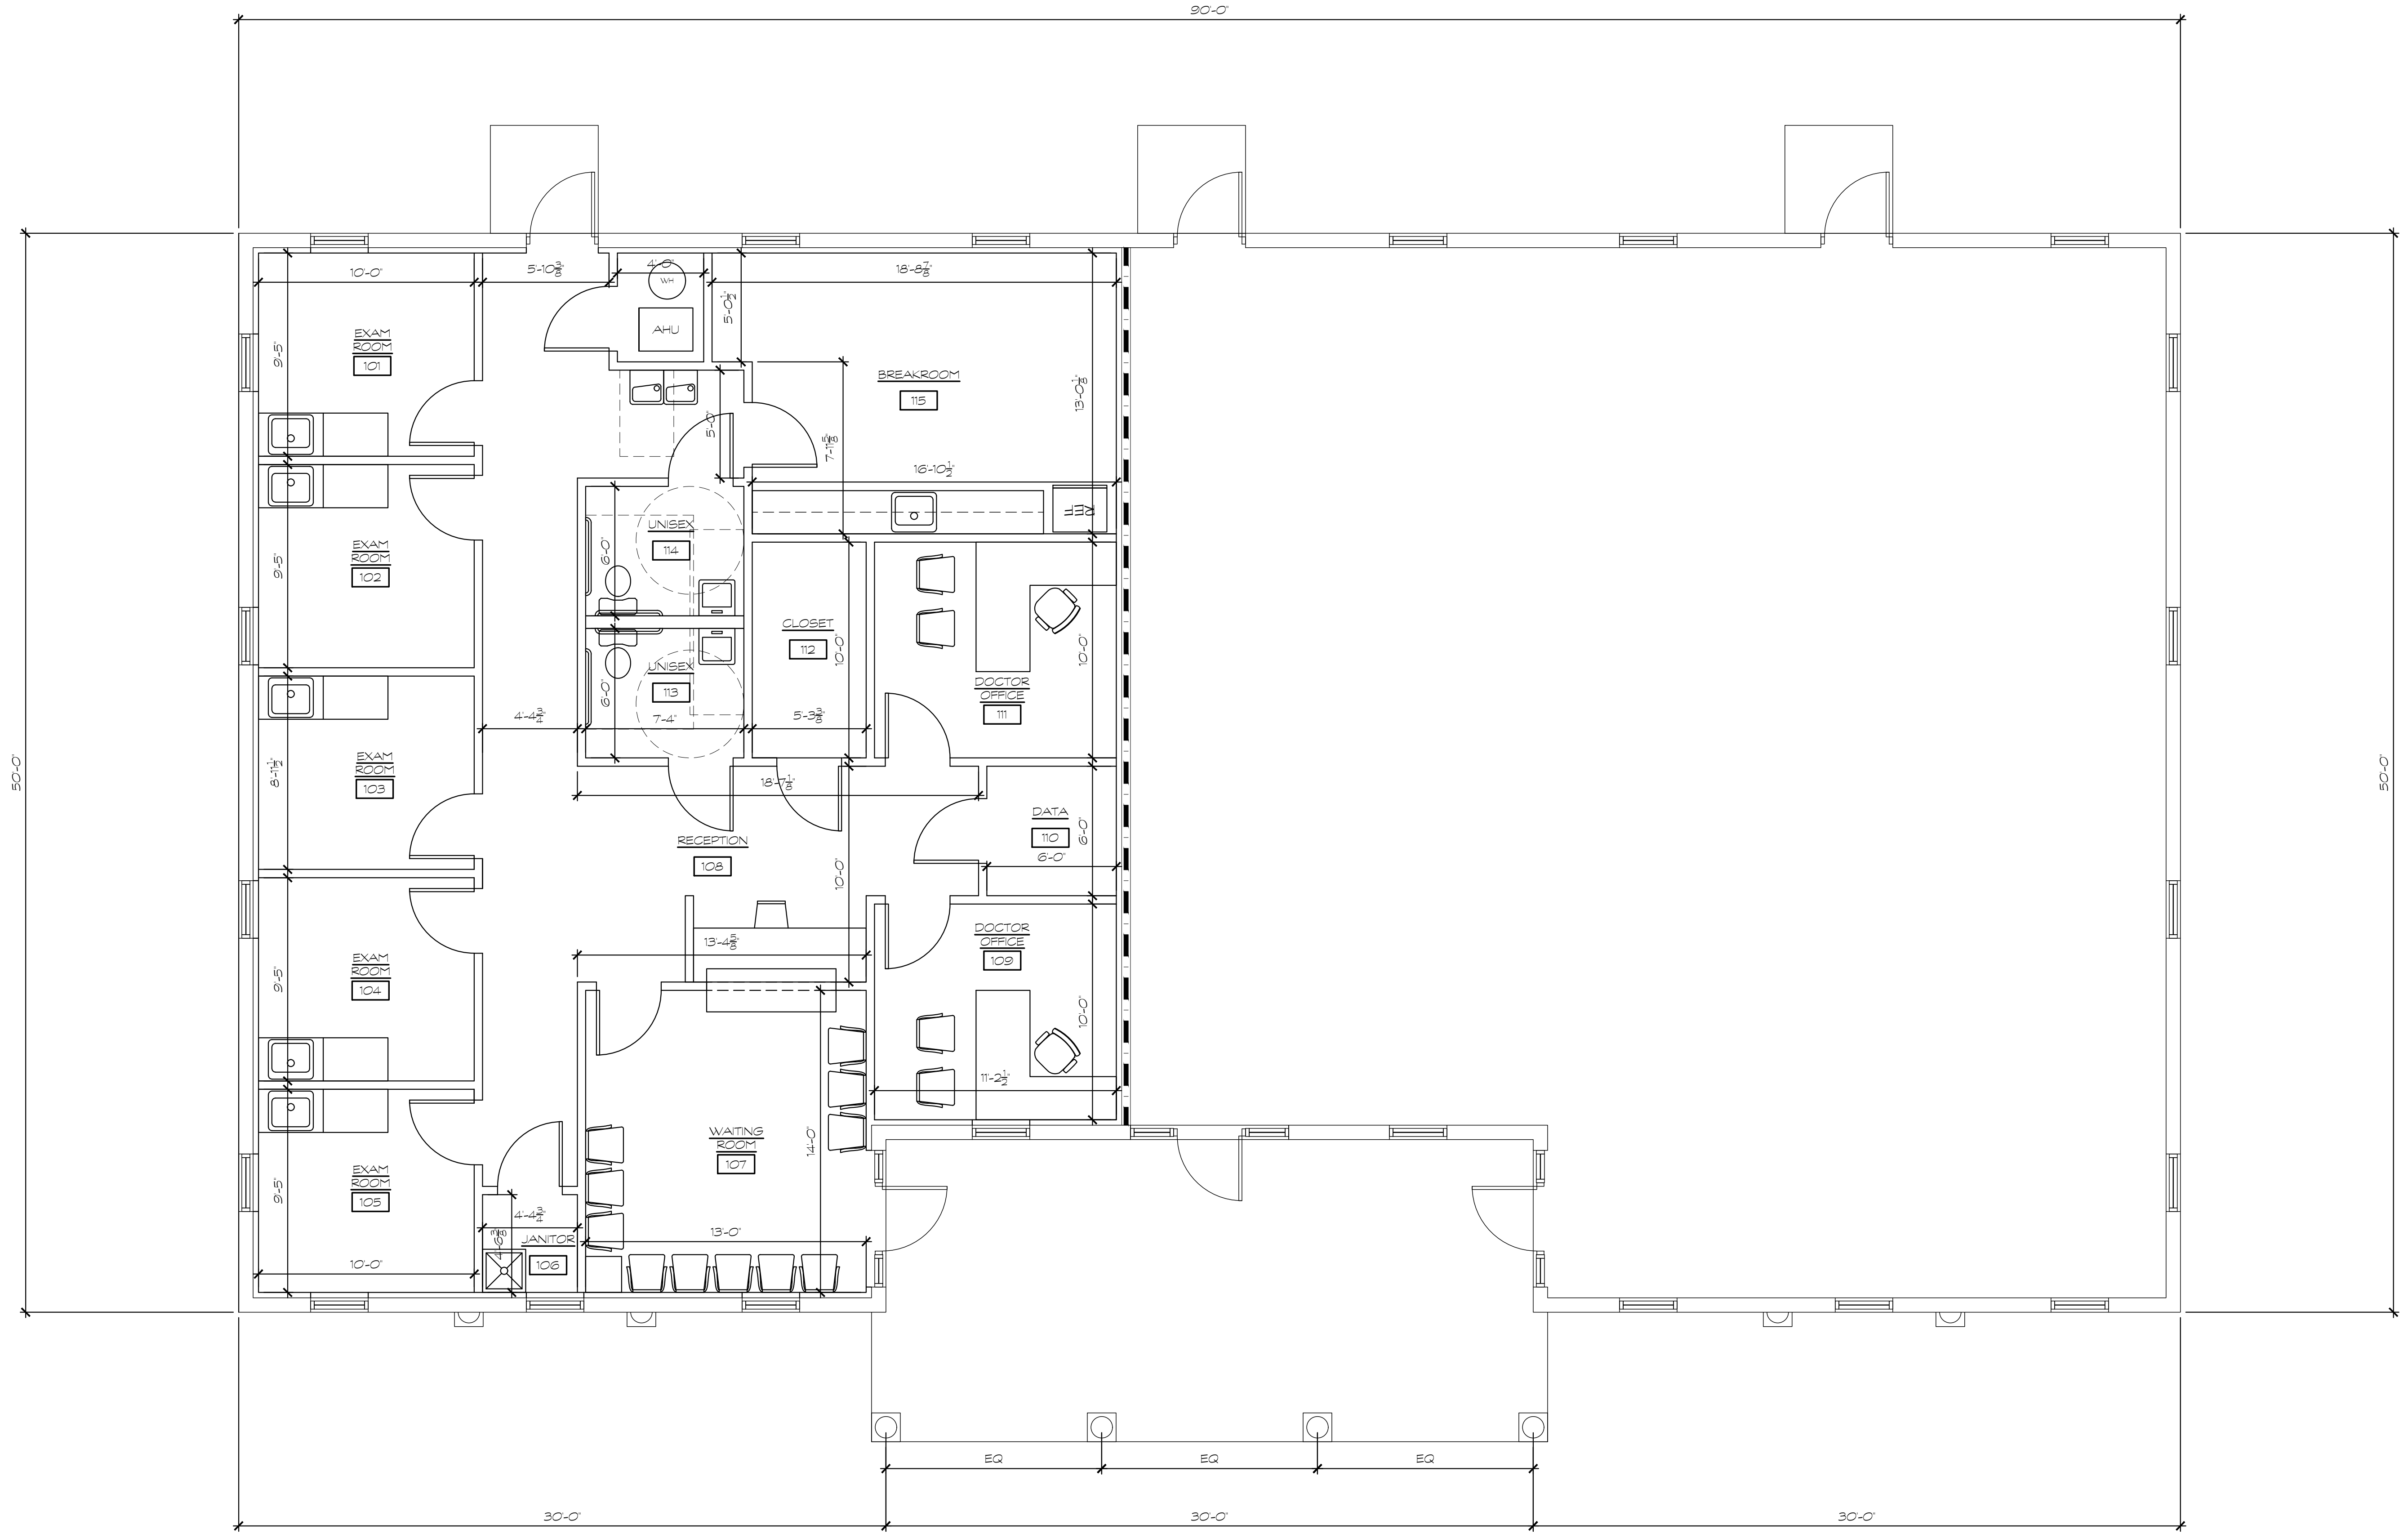 90'-0"
10'-0"
5'-10 3/8"
4'-0"
18'-8 7/8"
WH
5'-0 1/2"
AHU
9'-5"
EXAM
ROOM
101
BREAKROOM
115
13'-0 1/8"
5'-0"
7'-11 5/8"
16'-10 1/2"
REF
UNISEX
114
6'-0"
EXAM
ROOM
102
9'-5"
CLOSET
112
10'-0"
10'-0"
UNISEX
113
6'-0"
DOCTOR
OFFICE
111
4'-4 3/4"
7'-4"
5'-3 3/8"
50'-0"
EXAM
ROOM
103
8'-11 1/2"
18'-7 1/8"
50'-0"
DATA
110
6'-0"
6'-0"
RECEPTION
108
10'-0"
13'-4 5/8"
DOCTOR
OFFICE
109
EXAM
ROOM
104
9'-5"
10'-0"
11'-2 1/2"
WAITING
ROOM
107
14'-0"
EXAM
ROOM
105
9'-5"
4'-4 3/4"
4'-6 3/8"
JANITOR
106
13'-0"
10'-0"
EQ
EQ
EQ
30'-0"
30'-0"
30'-0"